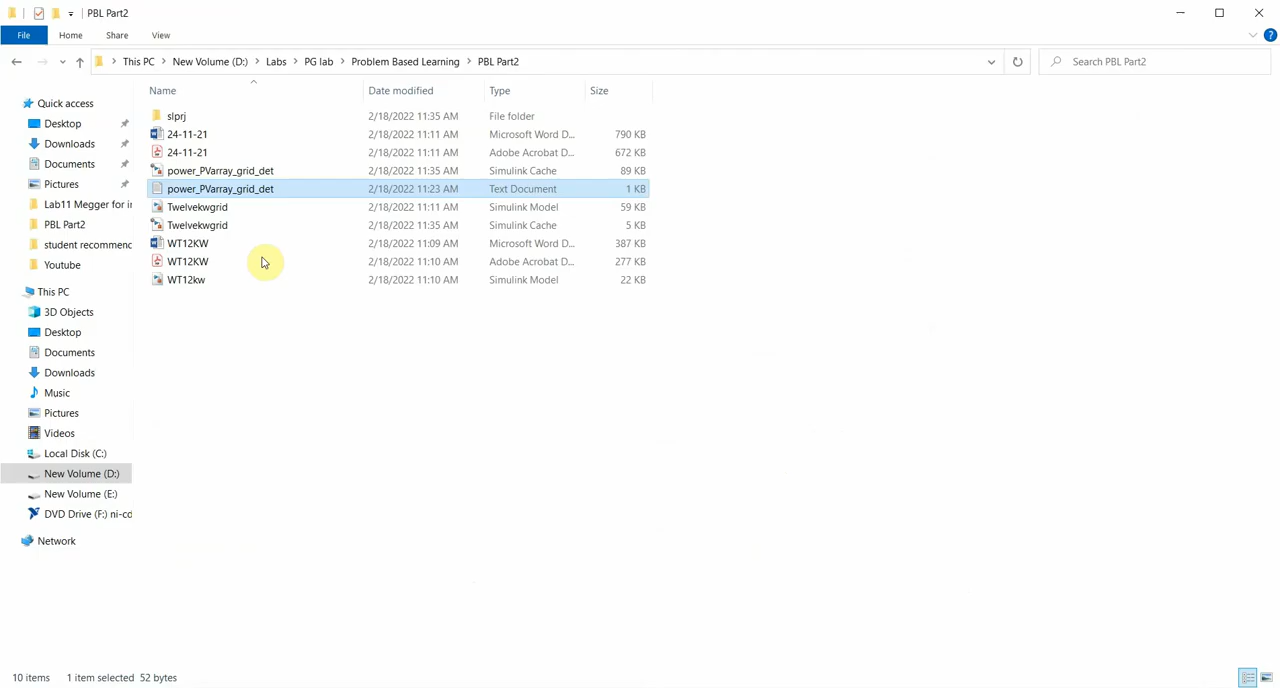 PBL Part2
File Home Share View
This PC New Volume (D:) Labs PG lab Problem Based Learning PBL Part2 Search PBL Part2
Name Date modified Type Size
Quick access
Desktop
Downloads
Documents
Pictures
Lab11 Megger for in
PBL Part2
student recommenc
Youtube
This PC
3D Objects
Desktop
Documents
Downloads
Music
Pictures
Videos
Local Disk (C:)
New Volume (D:)
New Volume (E:)
DVD Drive (F:) ni-cd
Network
slprj 2/18/2022 11:35 AM File folder
24-11-21 2/18/2022 11:11 AM Microsoft Word D... 790 KB
24-11-21 2/18/2022 11:11 AM Adobe Acrobat D... 672 KB
power_PVarray_grid_det 2/18/2022 11:35 AM Simulink Cache 89 KB
power_PVarray_grid_det 2/18/2022 11:23 AM Text Document 1 KB
Twelvekwgrid 2/18/2022 11:11 AM Simulink Model 59 KB
Twelvekwgrid 2/18/2022 11:35 AM Simulink Cache 5 KB
WT12KW 2/18/2022 11:09 AM Microsoft Word D... 387 KB
WT12KW 2/18/2022 11:10 AM Adobe Acrobat D... 277 KB
WT12kw 2/18/2022 11:10 AM Simulink Model 22 KB
10 items 1 item selected 52 bytes